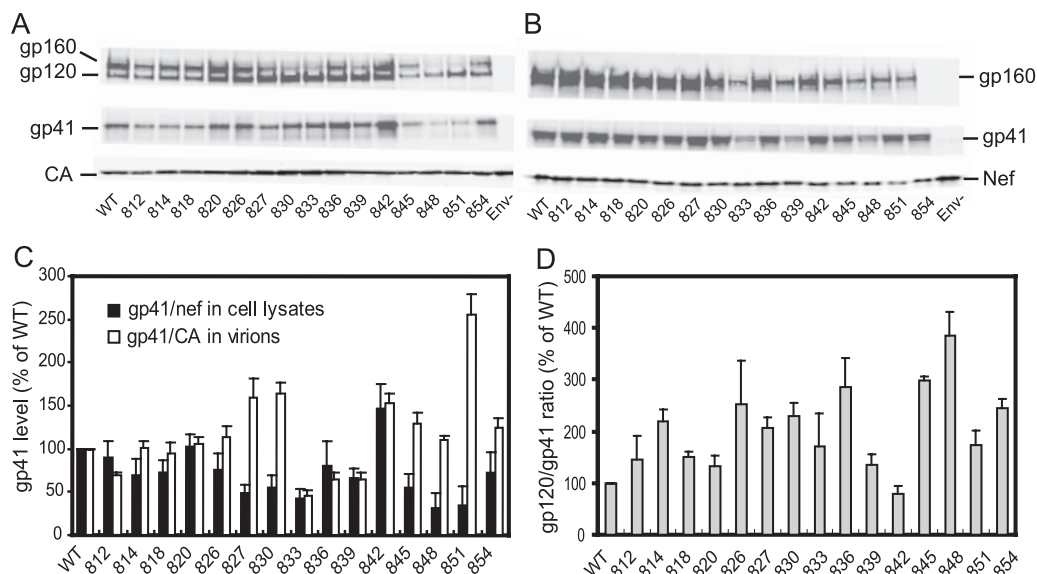 A
gp160
gp120
gp41
CA
WT 812 814 818 820 826 827 830 833 836 839 842 845 848 851 854 Env-
B
gp160
gp41
Nef
WT 812 814 818 820 826 827 830 833 836 839 842 845 848 851 854 Env-
C
gp41 level (% of WT)
300
250
200
150
100
50
0
gp41/nef in cell lysates
gp41/CA in virions
WT 812 814 818 820 826 827 830 833 836 839 842 845 848 851 854
D
gp120/gp41 ratio (% of WT)
500
400
300
200
100
0
WT 812 814 818 820 826 827 830 833 836 839 842 845 848 851 854